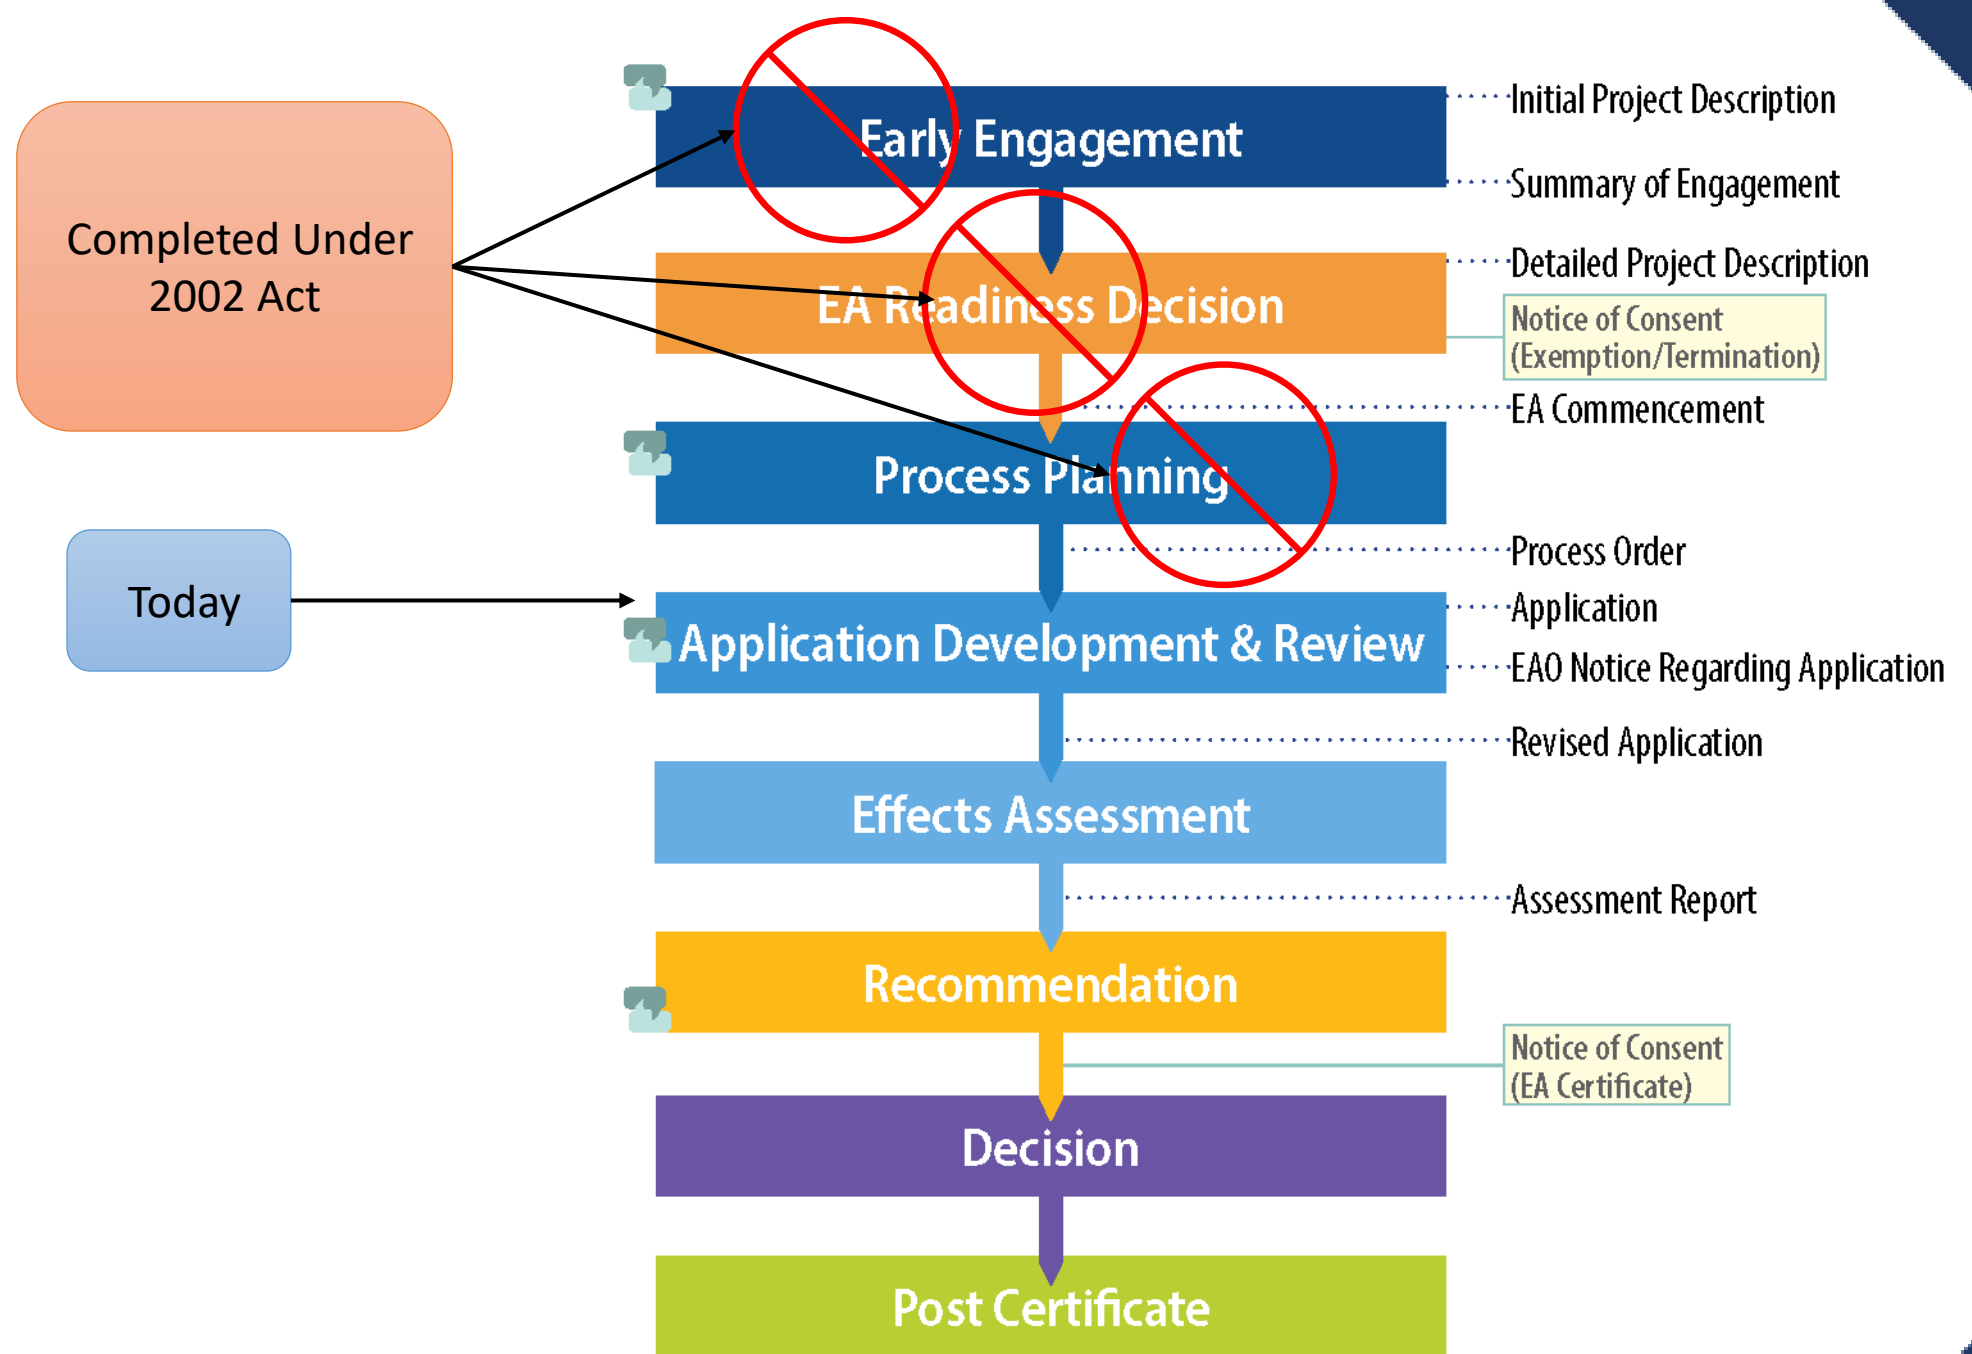 Completed Under
2002 Act
Today
Early Engagement
Initial Project Description
Summary of Engagement
EA Readiness Decision
Detailed Project Description
Notice of Consent
(Exemption/Termination)
EA Commencement
Process Planning
Process Order
Application Development & Review
Application
EAO Notice Regarding Application
Revised Application
Effects Assessment
Assessment Report
Recommendation
Notice of Consent
(EA Certificate)
Decision
Post Certificate